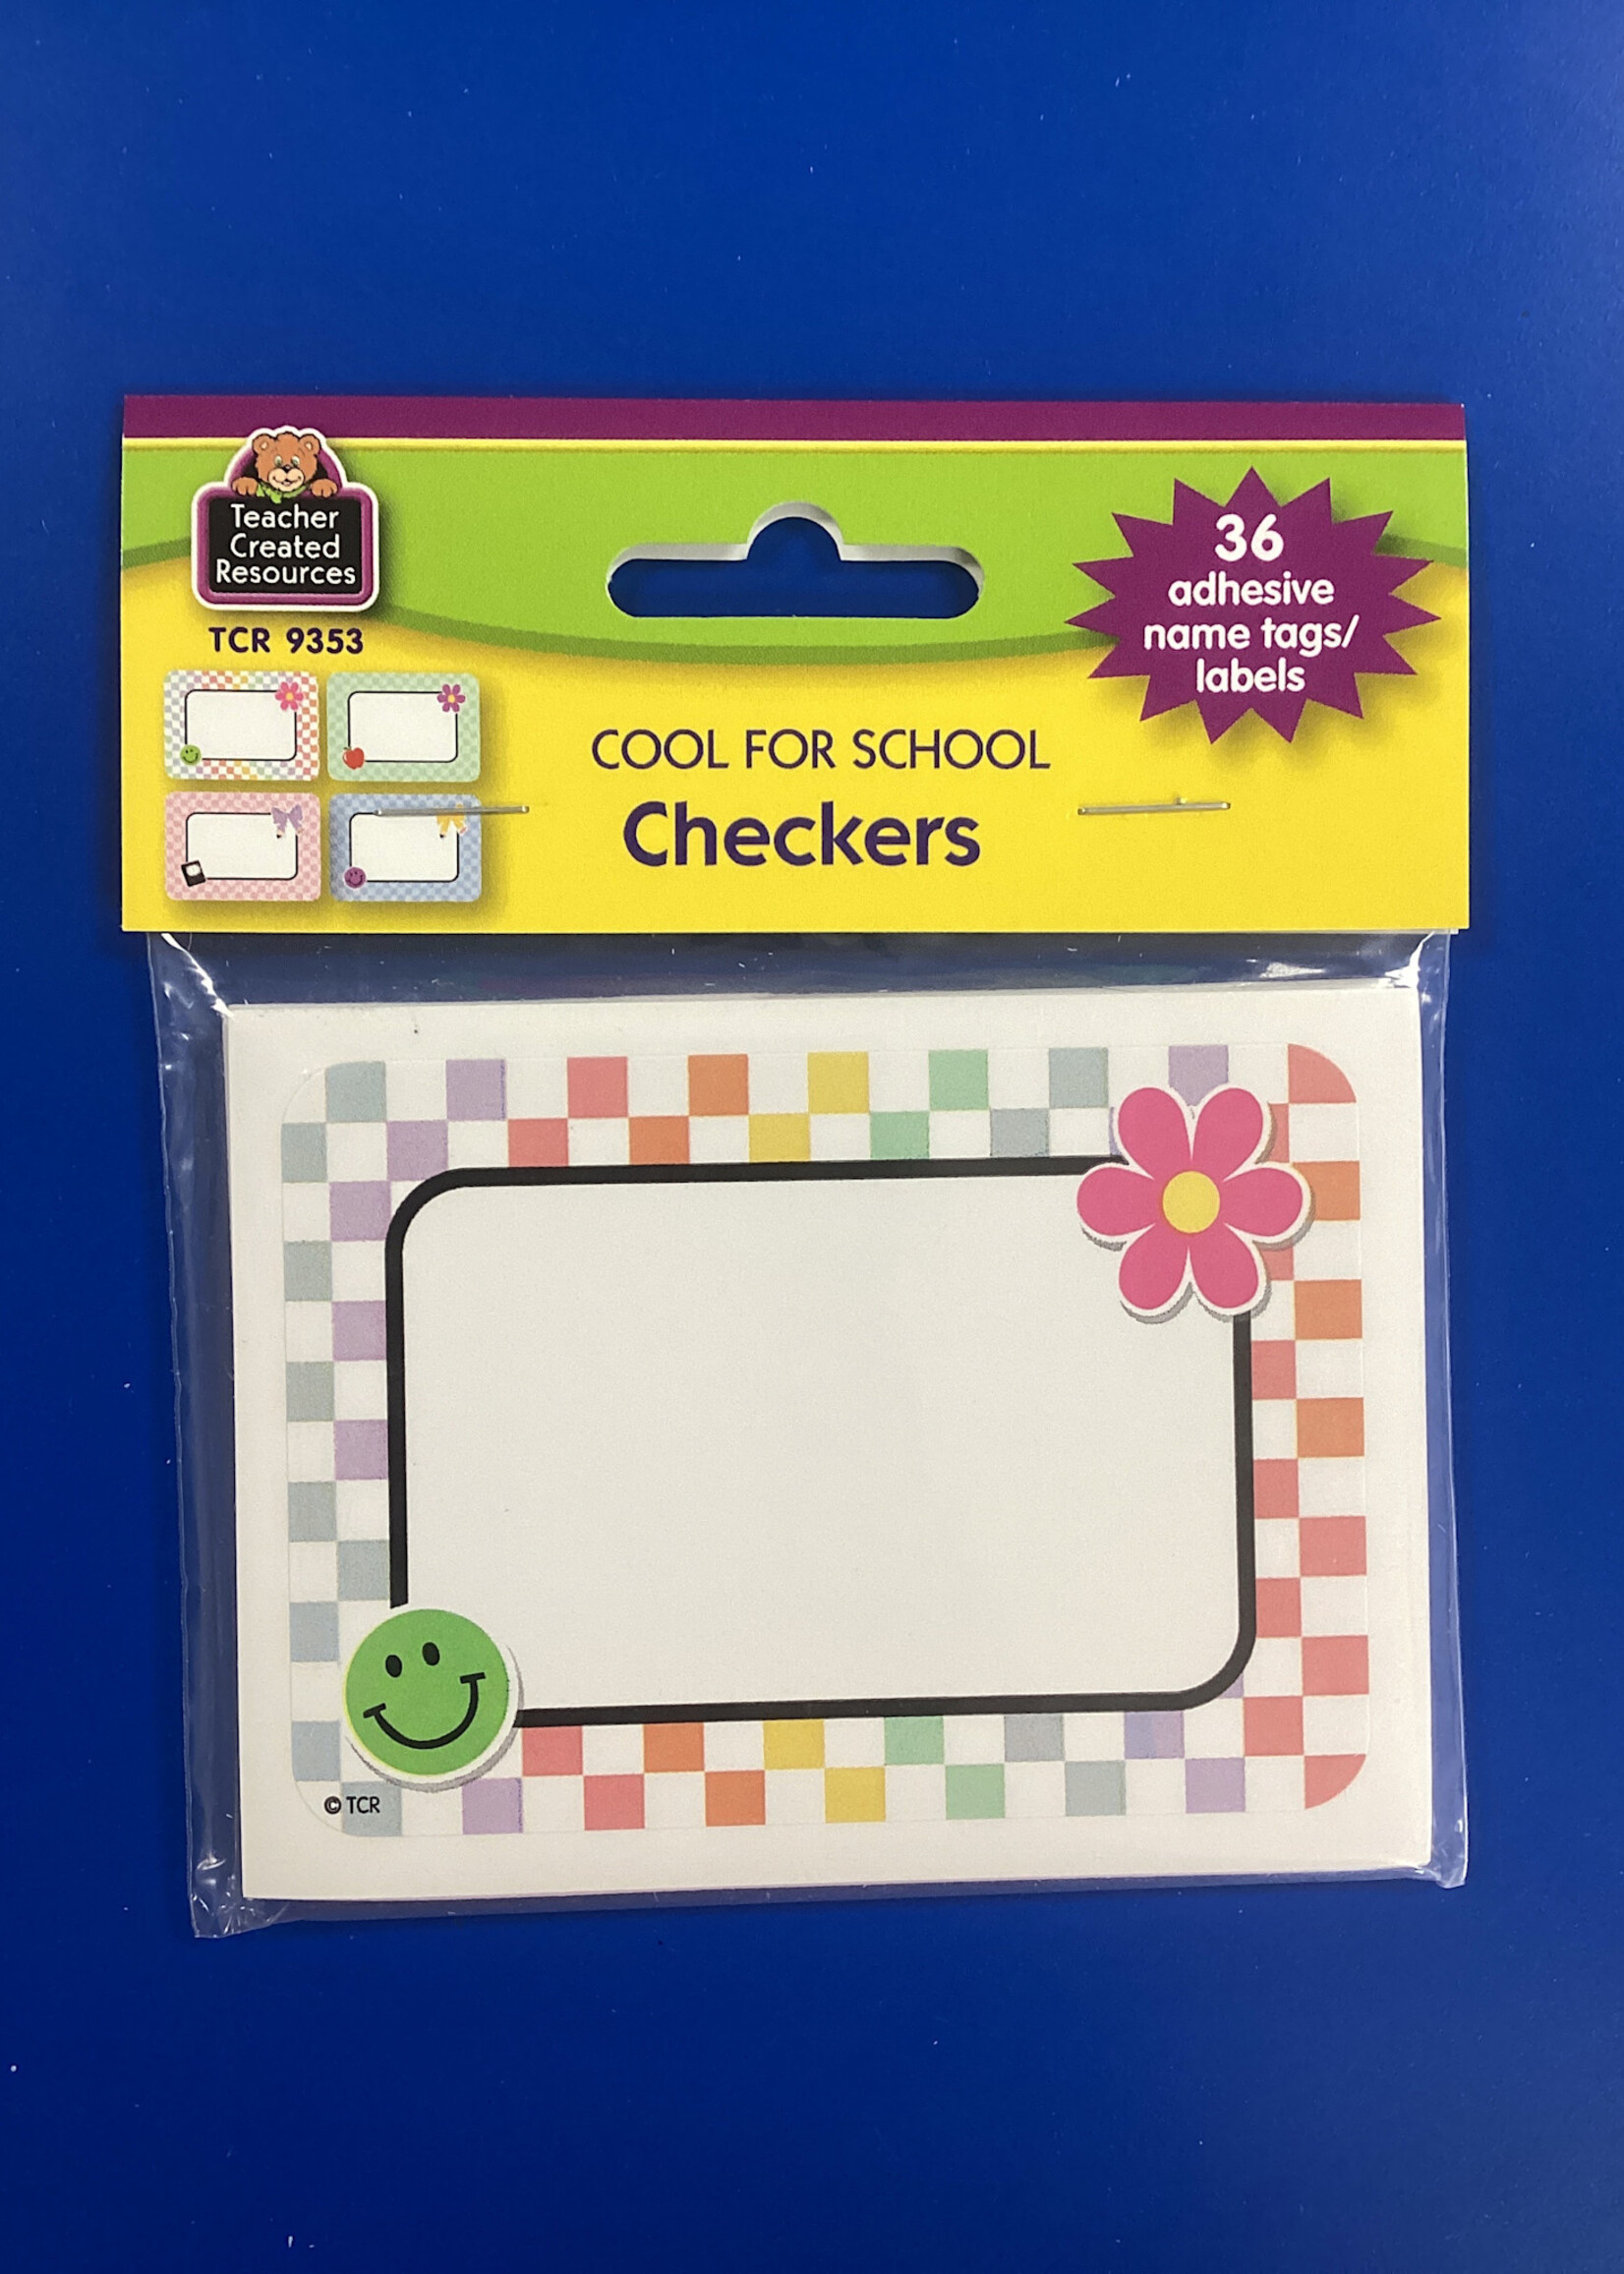 Teacher
Created
Resources
TCR 9353
36
adhesive
name tags/
labels
COOL FOR SCHOOL
Checkers
© TCR